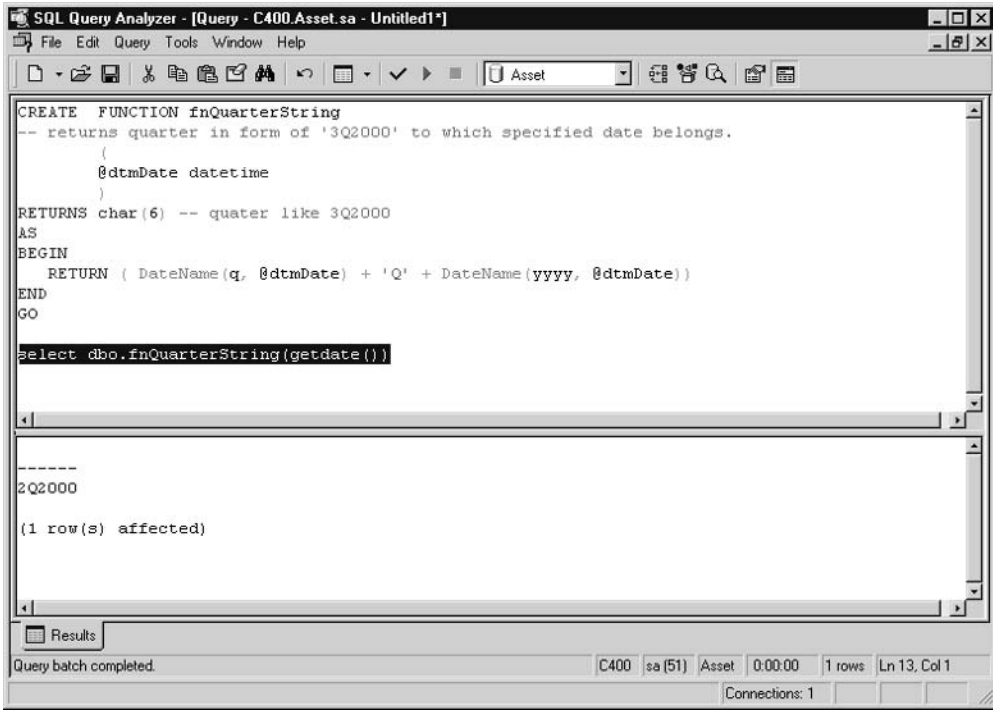 SQL Query Analyzer - [Query - C400.Asset.sa - Untitled1*]
File Edit Query Tools Window Help
Asset
CREATE  FUNCTION fnQuarterString
-- returns quarter in form of '3Q2000' to which specified date belongs.
(
@dtmDate datetime
)
RETURNS char(6) -- quater like 3Q2000
AS
BEGIN
RETURN ( DateName(q, @dtmDate) + 'Q' + DateName(yyyy, @dtmDate))
END
GO
select dbo.fnQuarterString(getdate())
------
2Q2000
(1 row(s) affected)
Results
Query batch completed. C400 sa (51) Asset 0:00:00 1 rows Ln 13, Col 1
Connections: 1